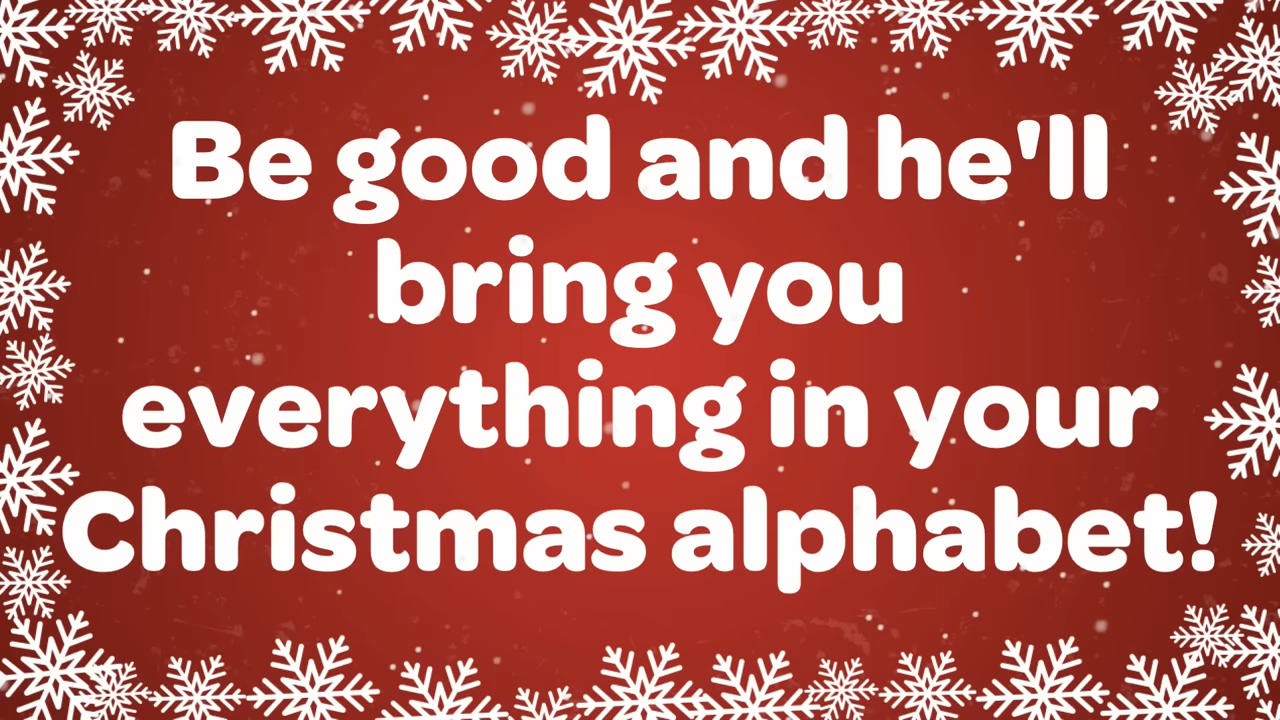 Be good and he'll
bring you
everything in your
Christmas alphabet!